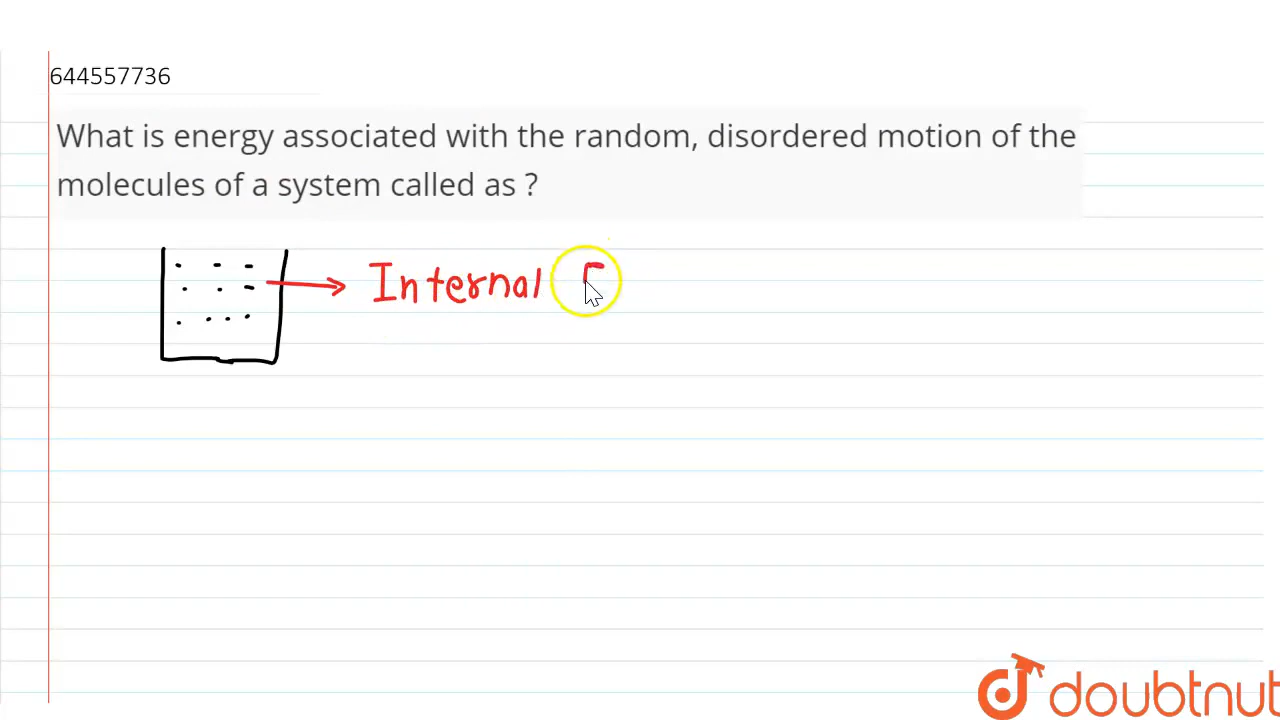 644557736
What is energy associated with the random, disordered motion of the
molecules of a system called as ?
Internal
doubtnut